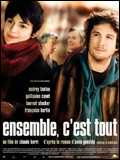 audrey tautou
guillaume canet
laurent stocker
françoise bertin
ensemble, c'est tout
un film de claude berri
d'après le roman d'anna gavalda